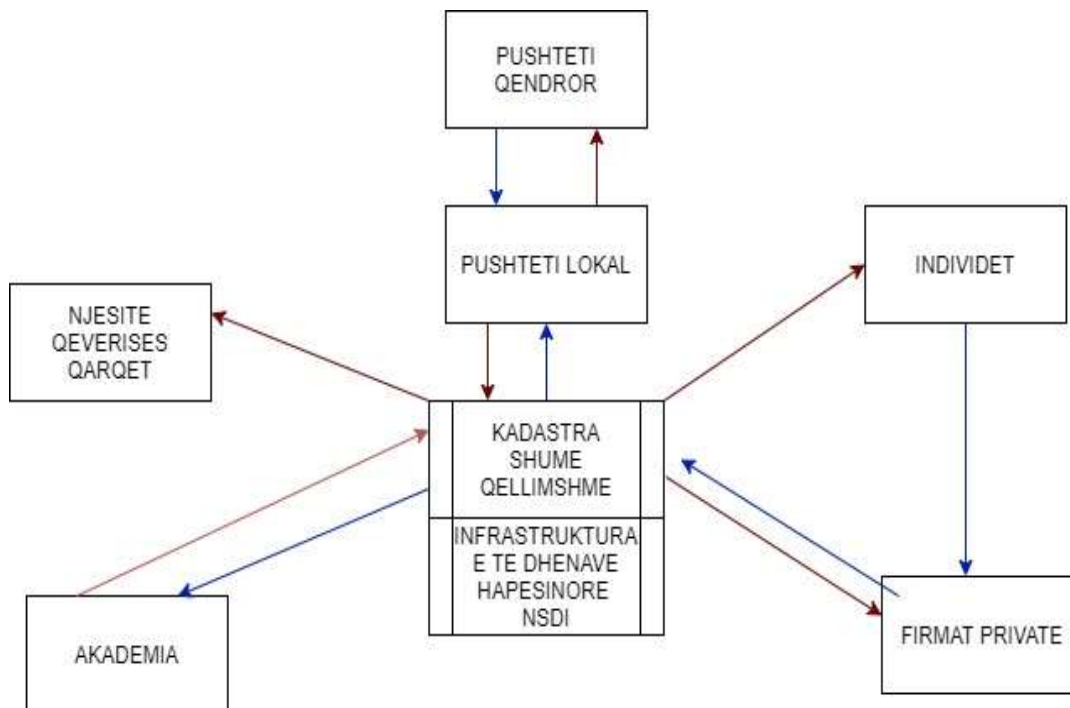 PUSHTETI
QENDROR
PUSHTETI LOKAL
INDIVIDET
NJESITE
QEVERISES
QARQET
KADASTRA
SHUME
QELLIMSHME
INFRASTRUKTURA
E TE DHENAVE
HAPESINORE
NSDI
AKADEMIA
FIRMAT PRIVATE